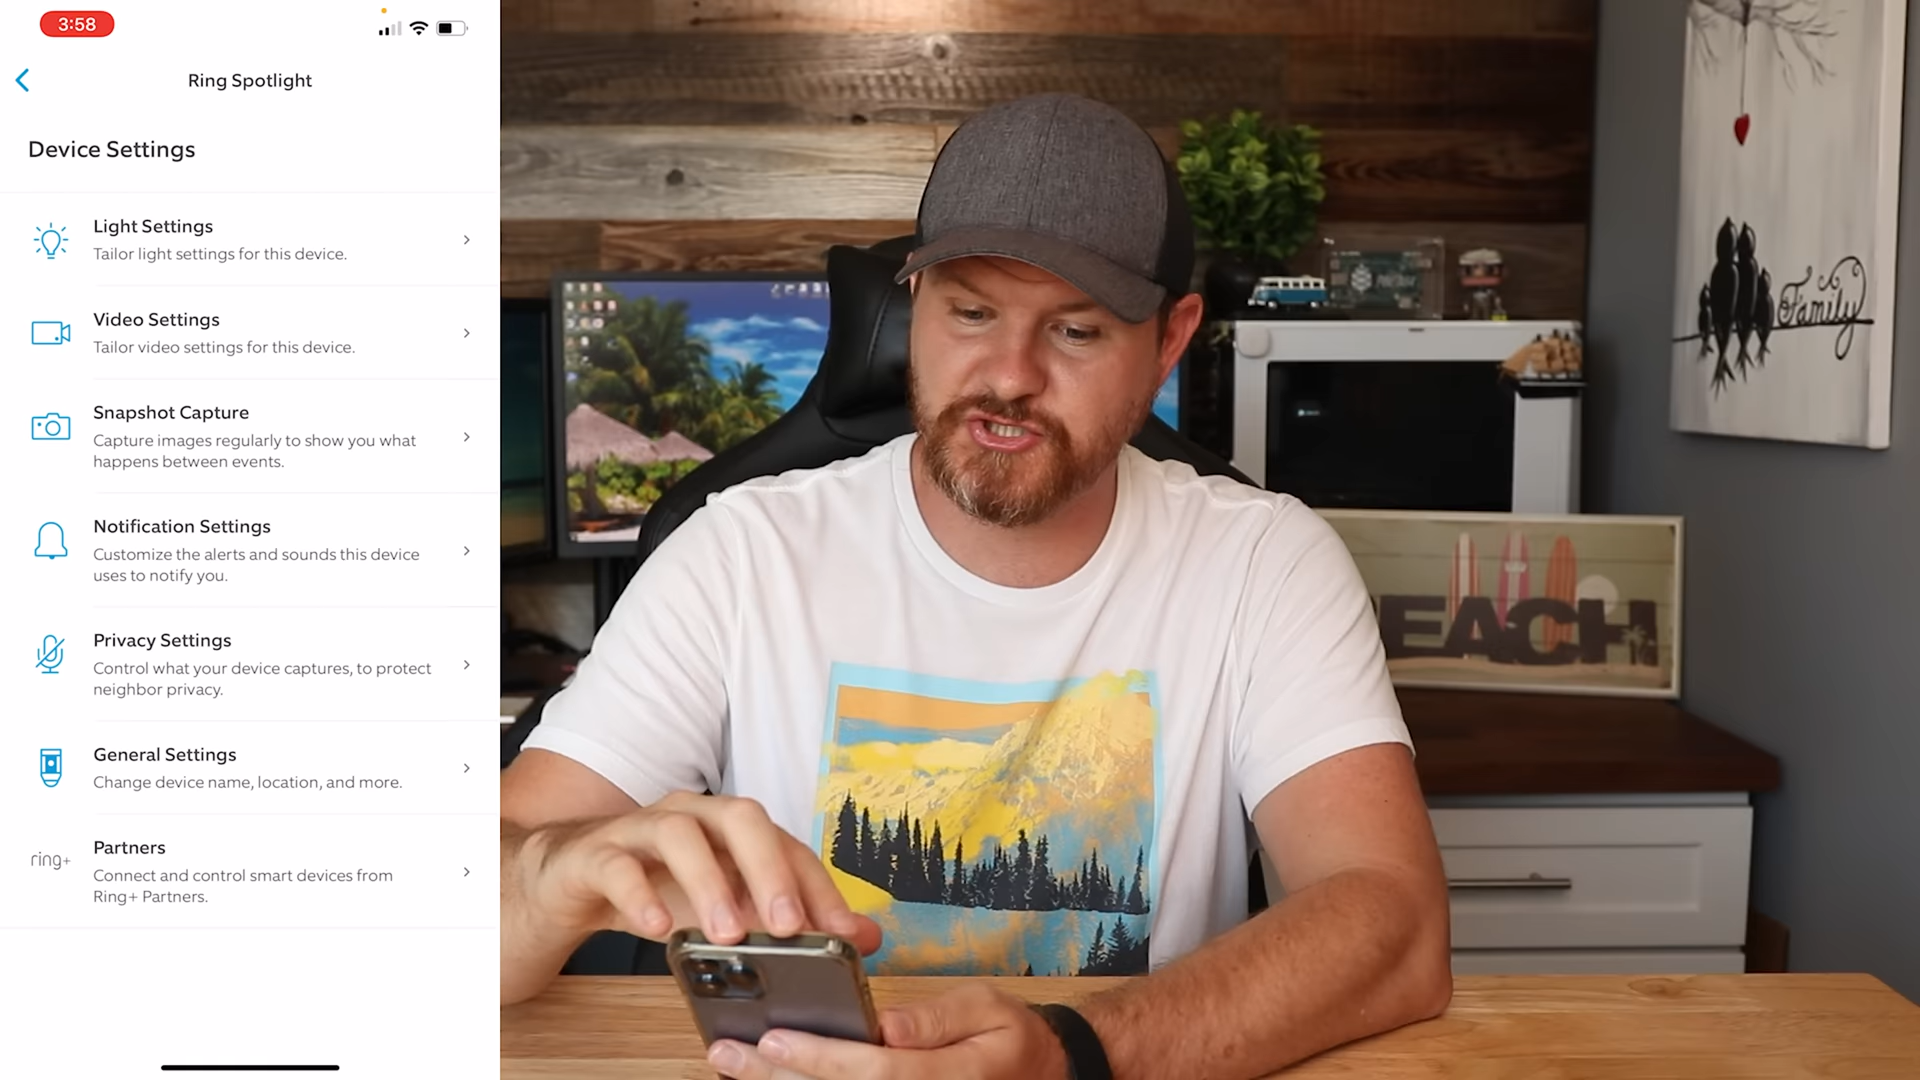 3:58
Ring Spotlight
Device Settings
Light Settings
Tailor light settings for this device.
Video Settings
Tailor video settings for this device.
Snapshot Capture
Capture images regularly to show you what
happens between events.
Notification Settings
Customize the alerts and sounds this device
uses to notify you.
Privacy Settings
Control what your device captures, to protect
neighbor privacy.
General Settings
Change device name, location, and more.
ring+
Partners
Connect and control smart devices from
Ring+ Partners.
Family
EACH